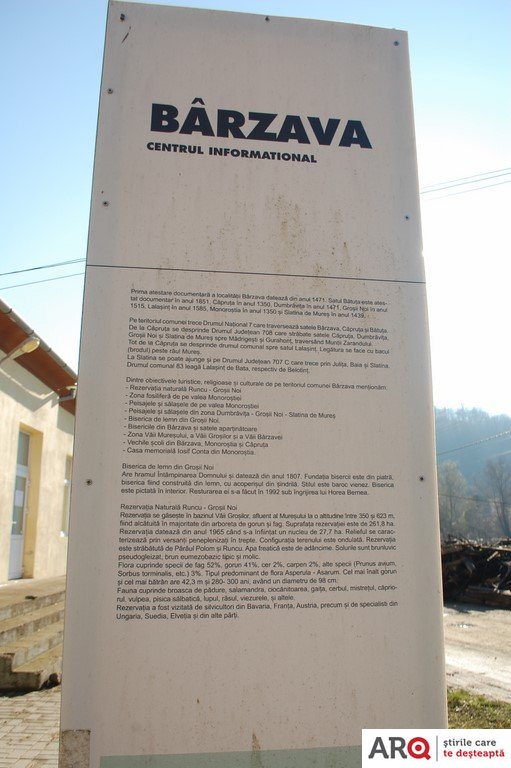 BÂRZAVA
CENTRUL INFORMATIONAL
Prima atestare documentară a localității Bârzava datează din anul 1471. Satul Bătuța este ates-
tat documentar în anul 1851, Căpruța în anul 1350, Dumbrăvița în anul 1471, Groșii Noi în anul
1515, Lalașinț în anul 1585, Monoroștia în anul 1350 și Slatina de Mureș în anul 1439.
Pe teritoriul comunei trece Drumul Național 7 care traversează satele Bârzava, Căpruța și Bătuța.
De la Căpruța se desprinde Drumul Județean 708 care străbate satele Căpruța, Dumbrăvița,
Groșii Noi și Slatina de Mureș spre Mădrigești și Gurahonț, traversând Munții Zarandului.
Tot de la Căpruța se desprinde drumul comunal spre satul Lalașinț. Legătura se face cu bacul
(brodul) peste râul Mureș.
La Slatina se poate ajunge și pe Drumul Județean 707 C care trece prin Julița, Baia și Slatina.
Drumul comunal 83 leagă Lalașinț de Bata, respectiv de Belotinț.
Dintre obiectivele turistice, religioase și culturale de pe teritoriul comunei Bârzava menționăm:
- Rezervația naturală Runcu - Groșii Noi
- Zona fosiliferă de pe valea Monoroștiei
- Peisajele și sălașele de pe valea Monoroștiei
- Peisajele și sălașele din zona Dumbrăvița - Groșii Noi - Slatina de Mureș
- Biserica de lemn din Groșii Noi.
- Bisericile din Bârzava și satele aparținătoare
- Zona Văii Mureșului, a Văii Groșilor și a Văii Bârzavei
- Vechile școli din Bârzava, Monoroștia și Căpruța
- Casa memorială Iosif Conta din Monoroștia.
Biserica de lemn din Groșii Noi
Are hramul Întâmpinarea Domnului și datează din anul 1807. Fundația bisericii este din piatră,
biserica fiind construită din lemn, cu acoperișul din șindrilă. Stilul este baroc vienez. Biserica
este pictată în interior. Resturarea ei s-a făcut în 1992 sub îngrijirea lui Horea Bernea.
Rezervația Naturală Runcu - Groșii Noi
Rezervația se găsește în bazinul Văii Groșilor, afluent al Mureșului la o altitudine între 350 și 623 m,
fiind alcătuită în majoritate din arborete de gorun și fag. Suprafata rezervației este de 261,8 ha.
Rezervația datează din anul 1965 când s-a înființat un nucleu de 27,7 ha. Relieful se carac-
terizează prin versanți peneplizați în trepte. Configurația terenului este ondulată. Rezervația
este străbătută de Pârâul Polom și Runcu. Apa freatică este de adâncime. Solurile sunt brunluvic
pseudogleizat, brun eumezobazic tipic și molic.
Flora cuprinde specii de fag 52%, gorun 41%, cer 2%, carpen 2%, alte specii (Prunus avium,
Sorbus torminalis, etc.) 3%. Tipul predominant de flora Asperula - Asarum. Cel mai înalt gorun
și cel mai bătrân are 42,3 m și 280- 300 ani, având un diametru de 98 cm.
Fauna cuprinde broasca de pădure, salamandra, ciocănitoarea, gaița, cerbul, mistrețul, căprio-
rul, vulpea, pisica sălbatică, lupul, râsul, viezurele, și altele.
Rezervația a fost vizitată de silvicultori din Bavaria, Franța, Austria, precum și de specialiști din
Ungaria, Suedia, Elveția și din alte părți.
ARQ știrile care
te deșteaptă